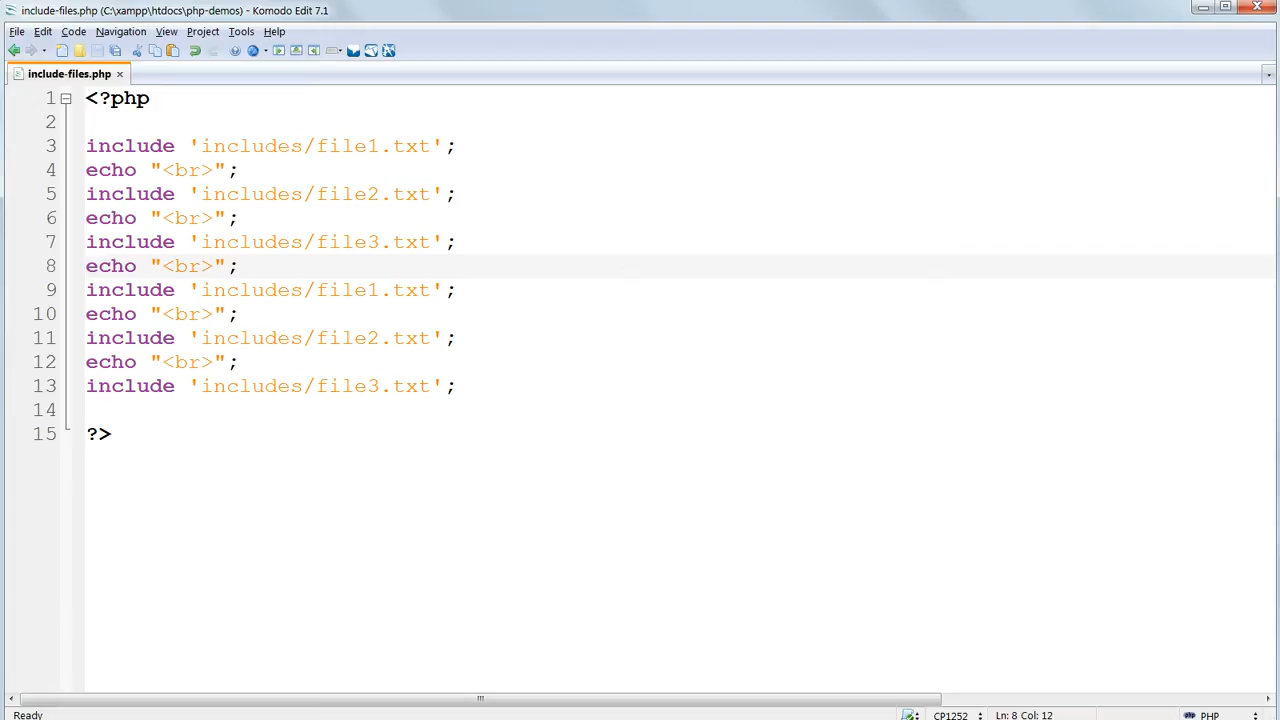 include-files.php (C:\xampp\htdocs\php-demos) - Komodo Edit 7.1
File Edit Code Navigation View Project Tools Help
include-files.php ×
1 <?php
2
3 include 'includes/file1.txt';
4 echo "<br>";
5 include 'includes/file2.txt';
6 echo "<br>";
7 include 'includes/file3.txt';
8 echo "<br>";
9 include 'includes/file1.txt';
10 echo "<br>";
11 include 'includes/file2.txt';
12 echo "<br>";
13 include 'includes/file3.txt';
14
15 ?>
Ready CP1252 Ln: 8 Col: 12 PHP